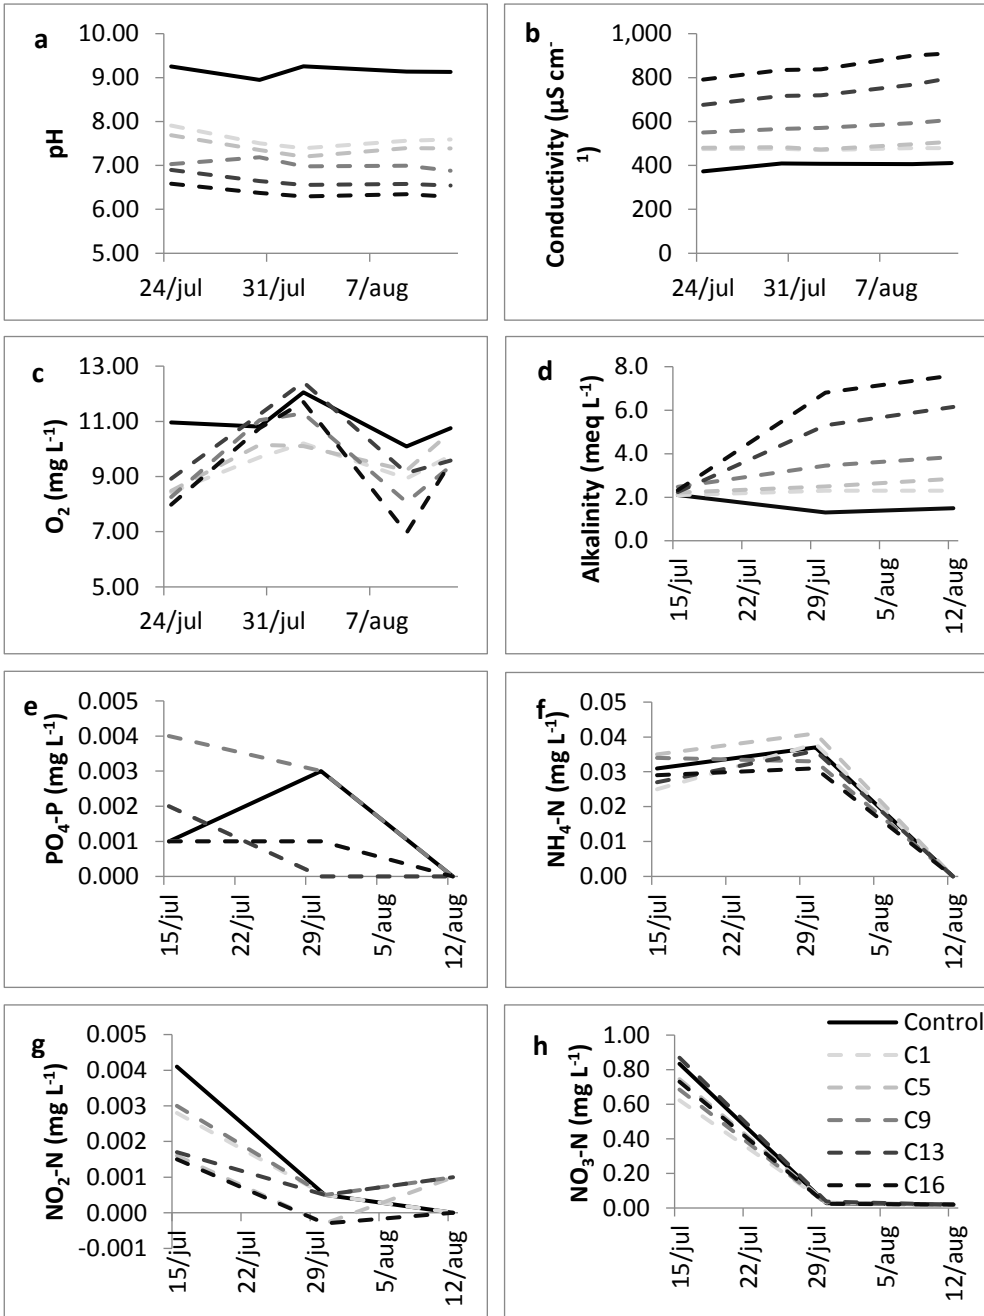 a
pH
10.00
9.00
8.00
7.00
6.00
5.00
24/jul 31/jul 7/aug
b
Conductivity (µS cm⁻
¹)
1,000
800
600
400
200
0
24/jul 31/jul 7/aug
c
O₂ (mg L⁻¹)
13.00
11.00
9.00
7.00
5.00
24/jul 31/jul 7/aug
d
Alkalinity (meq L⁻¹)
8.0
6.0
4.0
2.0
0.0
15/jul 22/jul 29/jul 5/aug 12/aug
e
PO₄-P (mg L⁻¹)
0.005
0.004
0.003
0.002
0.001
0.000
15/jul 22/jul 29/jul 5/aug 12/aug
f
NH₄-N (mg L⁻¹)
0.05
0.04
0.03
0.02
0.01
0.00
15/jul 22/jul 29/jul 5/aug 12/aug
g
NO₂-N (mg L⁻¹)
0.005
0.004
0.003
0.002
0.001
0.000
-0.001
15/jul 22/jul 29/jul 5/aug 12/aug
h
NO₃-N (mg L⁻¹)
1.00
0.80
0.60
0.40
0.20
0.00
15/jul 22/jul 29/jul 5/aug 12/aug
Control
C1
C5
C9
C13
C16